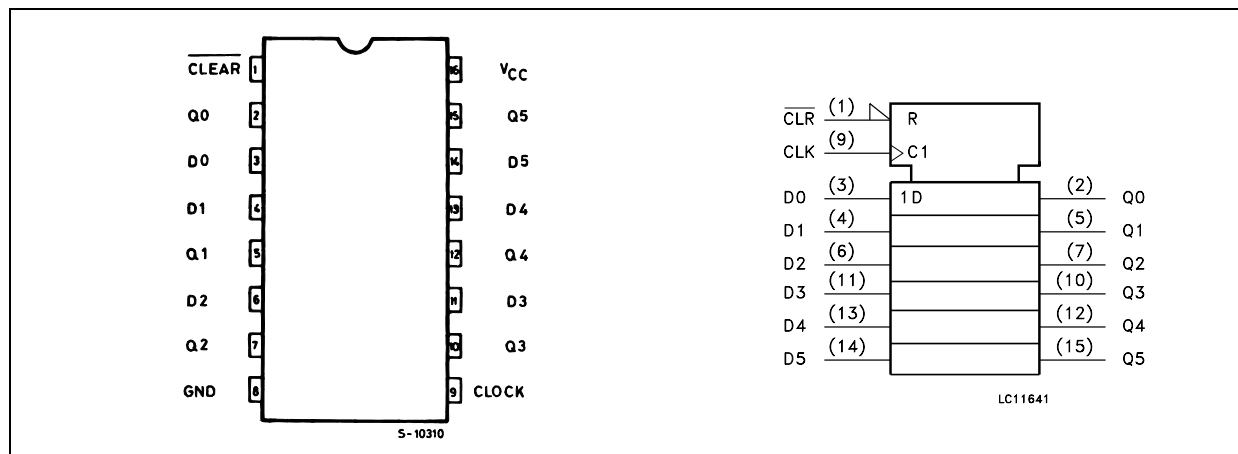 CLEAR 1 16 VCC
Q0 2 15 Q5
D0 3 14 D5
D1 4 13 D4
Q1 5 12 Q4
D2 6 11 D3
Q2 7 10 Q3
GND 8 9 CLOCK
S-10310
CLR (1) R
CLK (9) C1
D0 (3) 1D (2) Q0
D1 (4) (5) Q1
D2 (6) (7) Q2
D3 (11) (10) Q3
D4 (13) (12) Q4
D5 (14) (15) Q5
LC11641